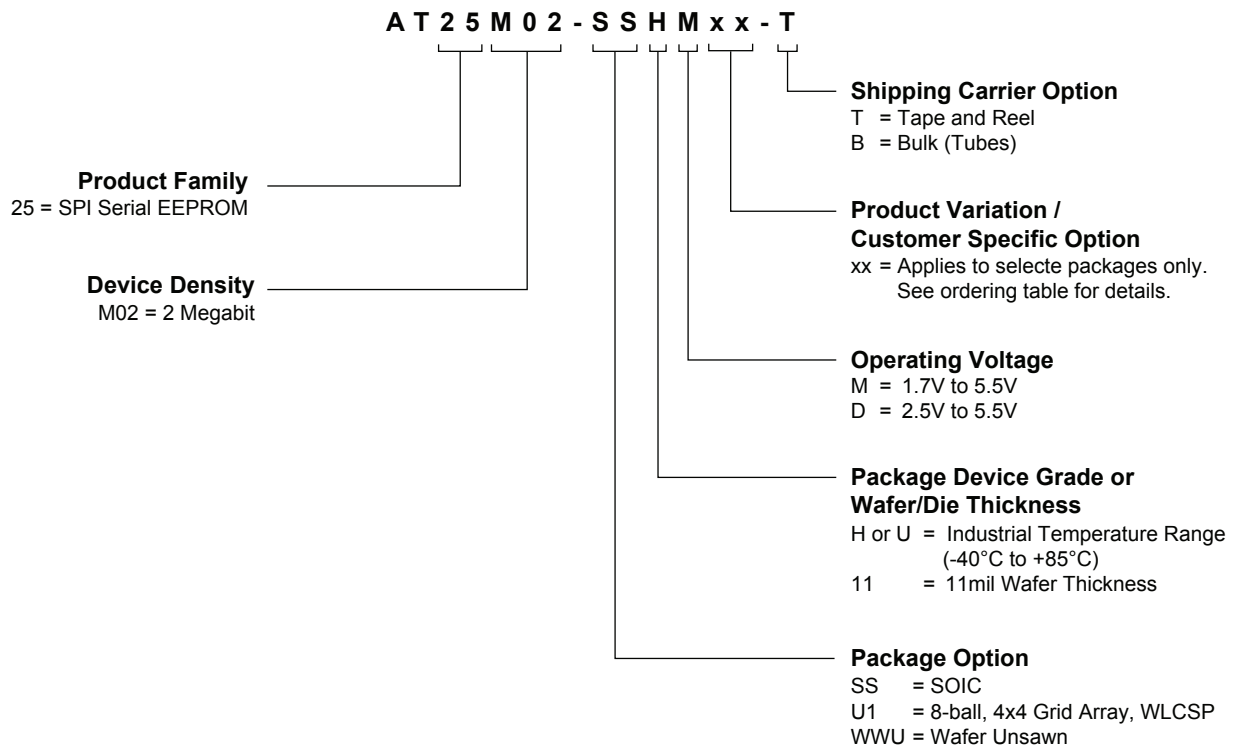 AT25M02-SSHMxx-T
Shipping Carrier Option
T = Tape and Reel
B = Bulk (Tubes)
Product Family
25 = SPI Serial EEPROM
Product Variation /
Customer Specific Option
xx = Applies to selecte packages only.
See ordering table for details.
Device Density
M02 = 2 Megabit
Operating Voltage
M = 1.7V to 5.5V
D = 2.5V to 5.5V
Package Device Grade or
Wafer/Die Thickness
H or U = Industrial Temperature Range
(-40°C to +85°C)
11 = 11mil Wafer Thickness
Package Option
SS = SOIC
U1 = 8-ball, 4x4 Grid Array, WLCSP
WWU = Wafer Unsawn